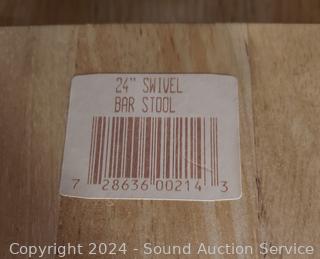 24" SWIVEL
BAR STOOL
7 28636 00214 3
Copyright 2024 - Sound Auction Service